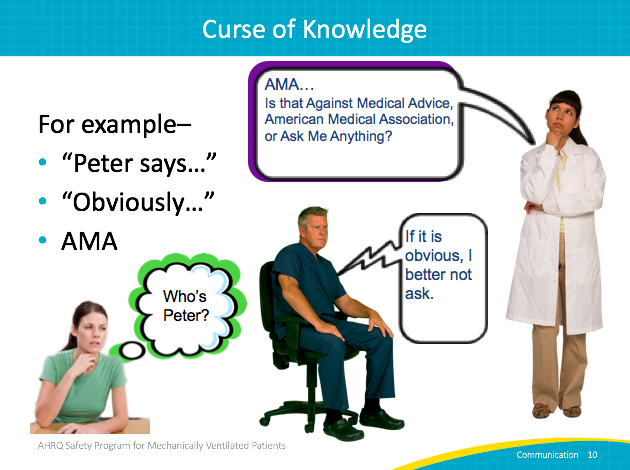 Curse of Knowledge
For example–
• “Peter says…”
• “Obviously…”
• AMA
AMA…
Is that Against Medical Advice,
American Medical Association,
or Ask Me Anything?
If it is
obvious, I
better not
ask.
Who's
Peter?
AHRQ Safety Program for Mechanically Ventilated Patients
Communication 10